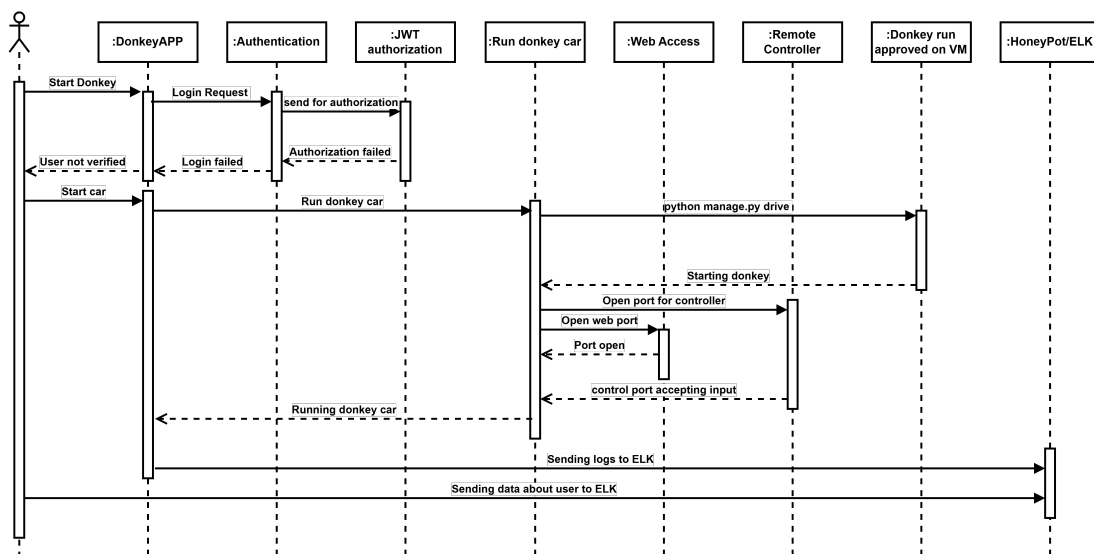 :DonkeyAPP
:Authentication
:JWT
authorization
:Run donkey car
:Web Access
:Remote
Controller
:Donkey run
approved on VM
:HoneyPot/ELK
Start Donkey
Login Request
send for authorization
Authorization failed
Login failed
User not verified
Start car
Run donkey car
python manage.py drive
Starting donkey
Open port for controller
Open web port
Port open
control port accepting input
Running donkey car
Sending logs to ELK
Sending data about user to ELK